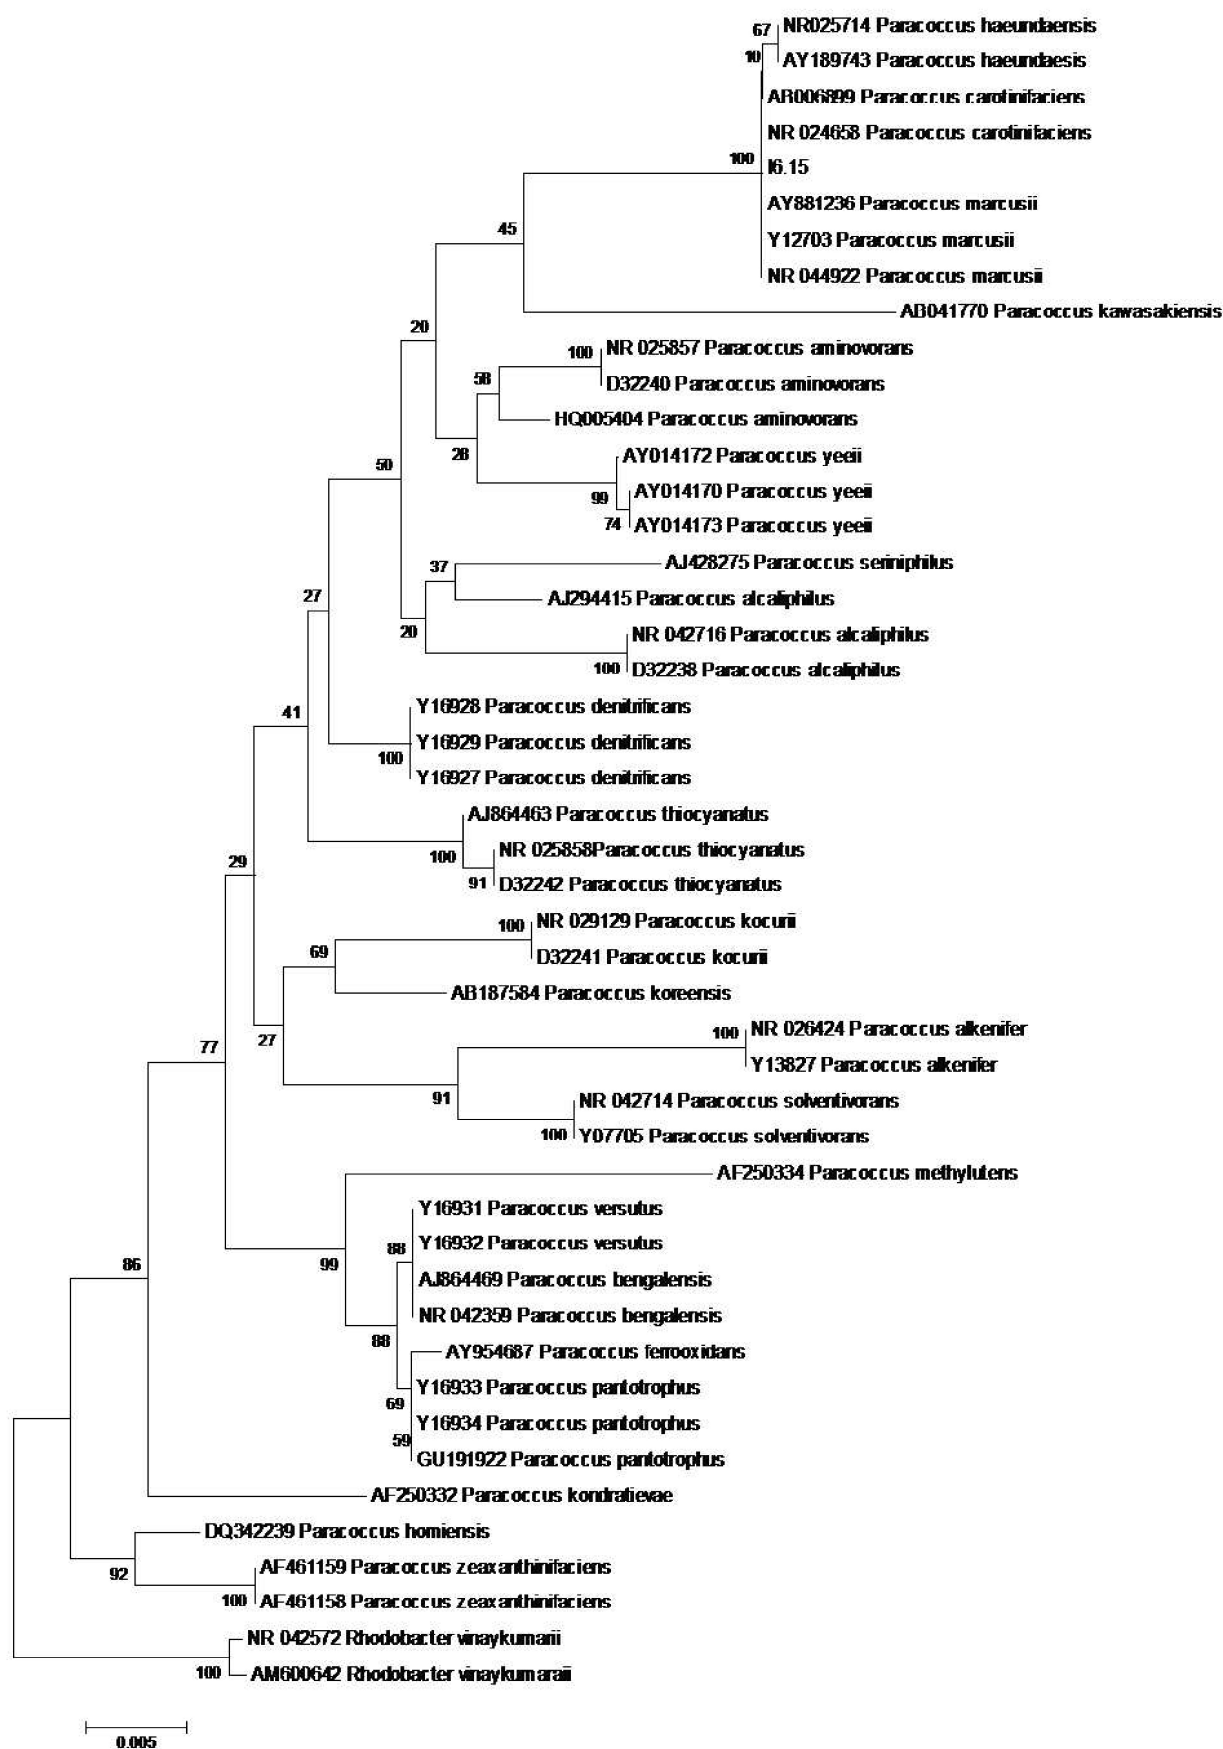 67
NR025714 Paracoccus haeundaensis
10
AY189743 Paracoccus haeundaesis
AB006899 Paracoccus carotinifaciens
NR 024658 Paracoccus carotinifaciens
100
I6.15
AY881236 Paracoccus marcusii
45
Y12703 Paracoccus marcusii
NR 044922 Paracoccus marcusii
AB041770 Paracoccus kawasakiensis
20
100
NR 025857 Paracoccus aminovorans
58
D32240 Paracoccus aminovorans
HQ005404 Paracoccus aminovorans
28
AY014172 Paracoccus yeeii
50
99
AY014170 Paracoccus yeeii
74
AY014173 Paracoccus yeeii
37
AJ428275 Paracoccus seriniphilus
27
AJ294415 Paracoccus alcaliphilus
20
NR 042716 Paracoccus alcaliphilus
100
D32238 Paracoccus alcaliphilus
41
Y16928 Paracoccus denitrificans
Y16929 Paracoccus denitrificans
100
Y16927 Paracoccus denitrificans
AJ864463 Paracoccus thiocyanatus
29
100
NR 025858Paracoccus thiocyanatus
91
D32242 Paracoccus thiocyanatus
100
NR 029129 Paracoccus kocurii
69
D32241 Paracoccus kocurii
AB187584 Paracoccus koreensis
27
100
NR 026424 Paracoccus alkenifer
77
Y13827 Paracoccus alkenifer
91
NR 042714 Paracoccus solventivorans
100
Y07705 Paracoccus solventivorans
AF250334 Paracoccus methylutens
Y16931 Paracoccus versutus
88
Y16932 Paracoccus versutus
86
99
AJ864469 Paracoccus bengalensis
NR 042359 Paracoccus bengalensis
88
AY954687 Paracoccus ferrooxidans
69
Y16933 Paracoccus pantotrophus
Y16934 Paracoccus pantotrophus
59
GU191922 Paracoccus pantotrophus
AF250332 Paracoccus kondratievae
DQ342239 Paracoccus homiensis
92
AF461159 Paracoccus zeaxanthinifaciens
100
AF461158 Paracoccus zeaxanthinifaciens
NR 042572 Rhodobacter vinaykumarii
100
AM600642 Rhodobacter vinaykumaraii
0.005